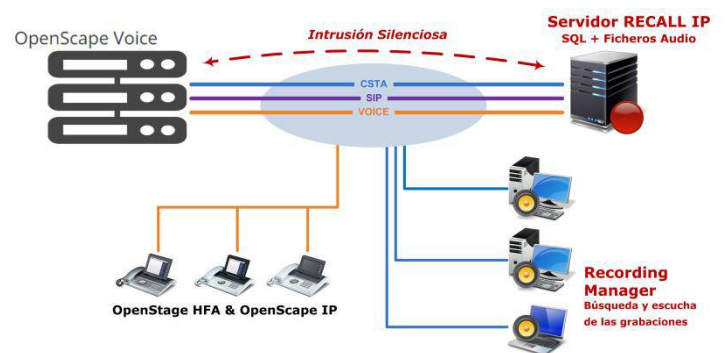 OpenScape Voice
Intrusión Silenciosa
Servidor RECALL IP
SQL + Ficheros Audio
CSTA
SIP
VOICE
OpenStage HFA & OpenScape IP
Recording
Manager
Búsqueda y escucha
de las grabaciones